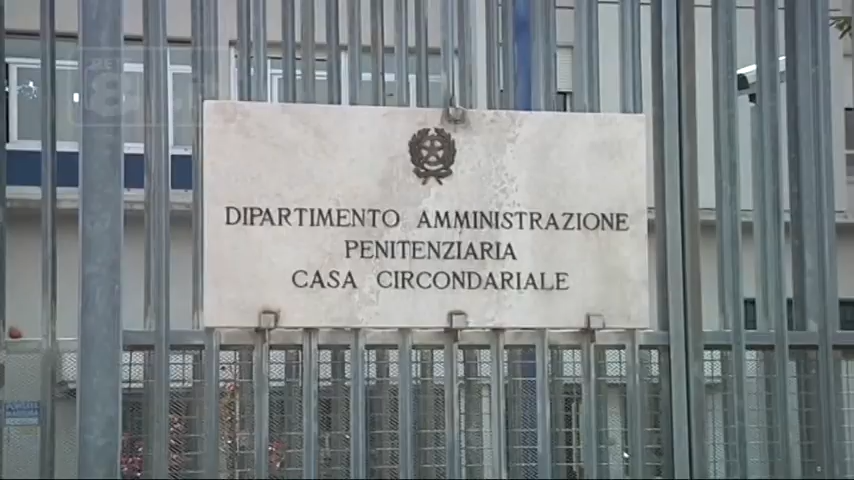 DIPARTIMENTO AMMINISTRAZIONE
PENITENZIARIA
CASA CIRCONDARIALE